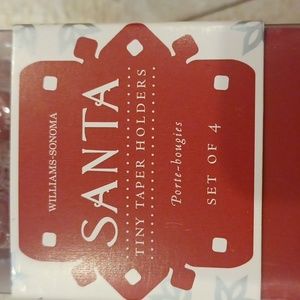 WILLIAMS-SONOMA
SANTA
TINY TAPER HOLDERS
Porte-bougies
SET OF 4